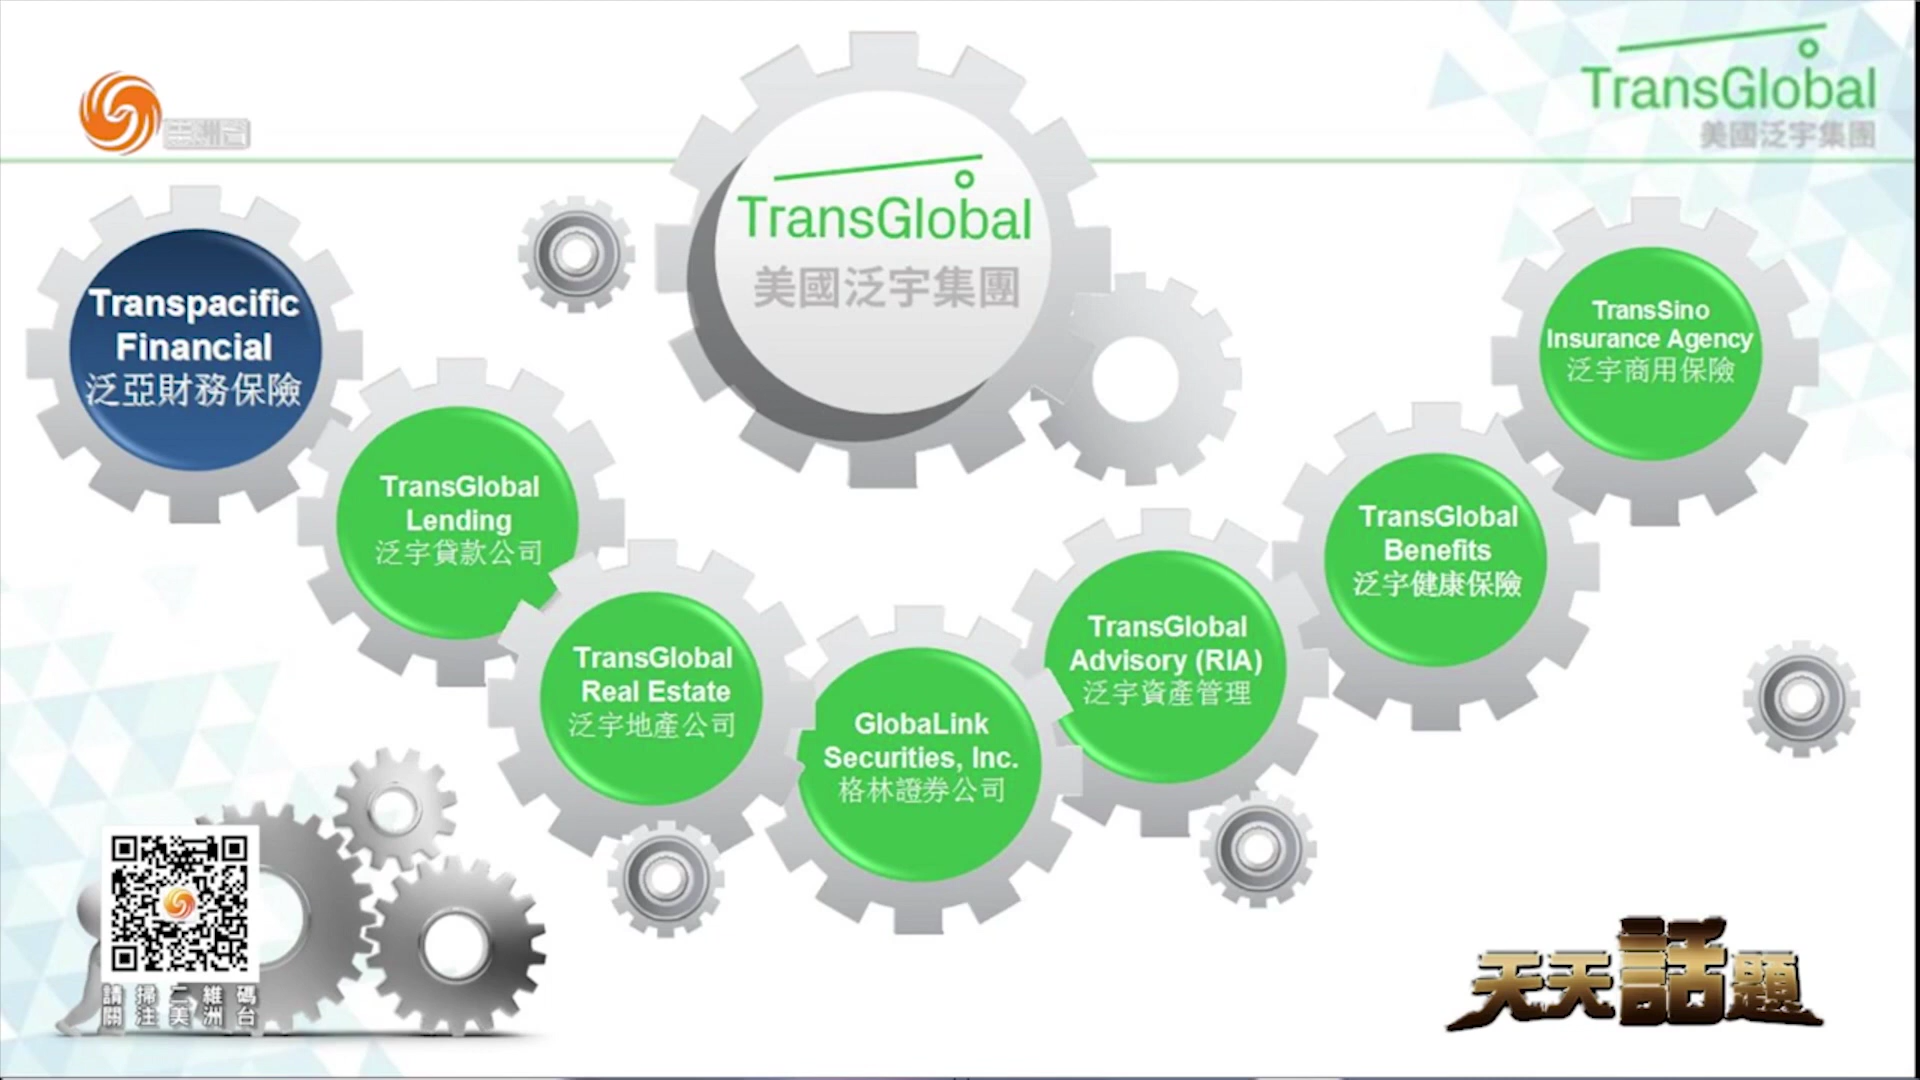 美洲台
TransGlobal
美國泛宇集團
TransGlobal
美國泛宇集團
Transpacific
Financial
泛亞財務保險
TransGlobal
Lending
泛宇貸款公司
TransGlobal
Real Estate
泛宇地產公司
GlobaLink
Securities, Inc.
格林證券公司
TransGlobal
Advisory (RIA)
泛宇資產管理
TransGlobal
Benefits
泛宇健康保險
TransSino
Insurance Agency
泛宇商用保險
請掃二維碼
關注美洲台
天天話題